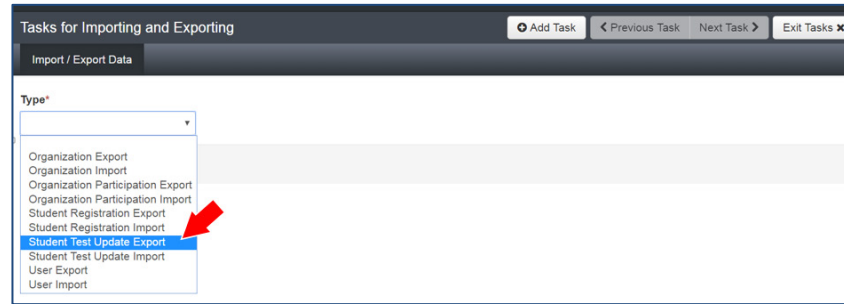 Tasks for Importing and Exporting
Add Task
Previous Task
Next Task
Exit Tasks
Import / Export Data
Type*
Organization Export
Organization Import
Organization Participation Export
Organization Participation Import
Student Registration Export
Student Registration Import
Student Test Update Export
Student Test Update Import
User Export
User Import